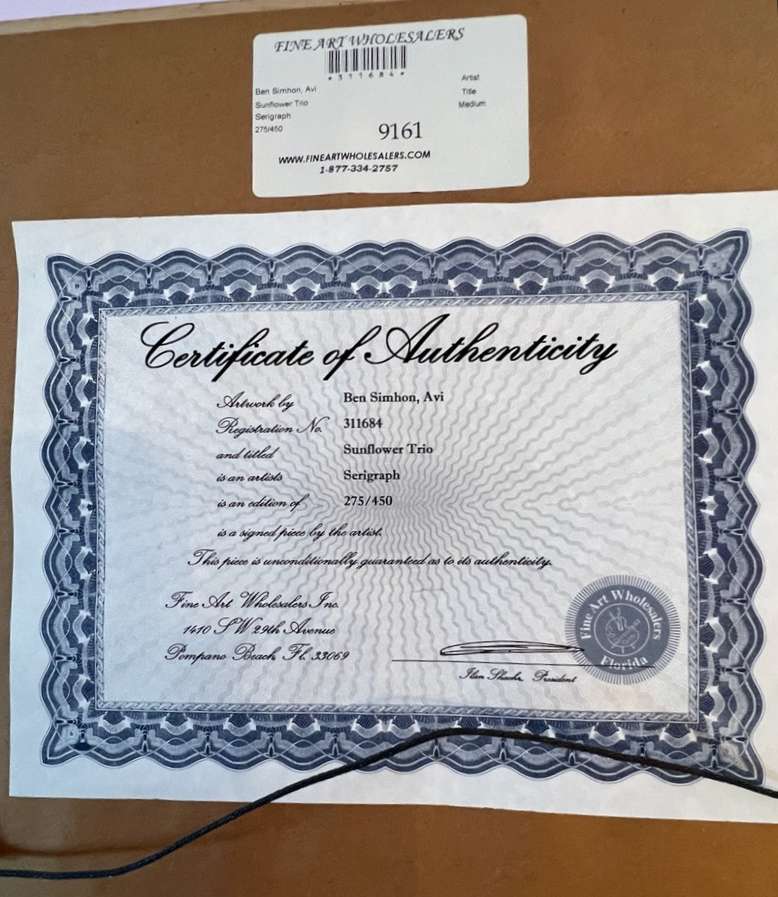 FINE ART WHOLESALERS
*311684*
Ben Simhon, Avi Artist
Sunflower Trio Title
Serigraph Medium
275/450
9161
WWW.FINEARTWHOLESALERS.COM
1-877-334-2757
Certificate of Authenticity
Artwork by Ben Simhon, Avi
Registration No. 311684
and titled Sunflower Trio
is an artists Serigraph
is an edition of 275/450
is a signed piece by the artist.
This piece is unconditionally guaranteed as to its authenticity.
Fine Art Wholesalers Inc.
1410 SW 29th Avenue
Pompano Beach, Fl. 33069
Fine Art Wholesalers
Florida
President